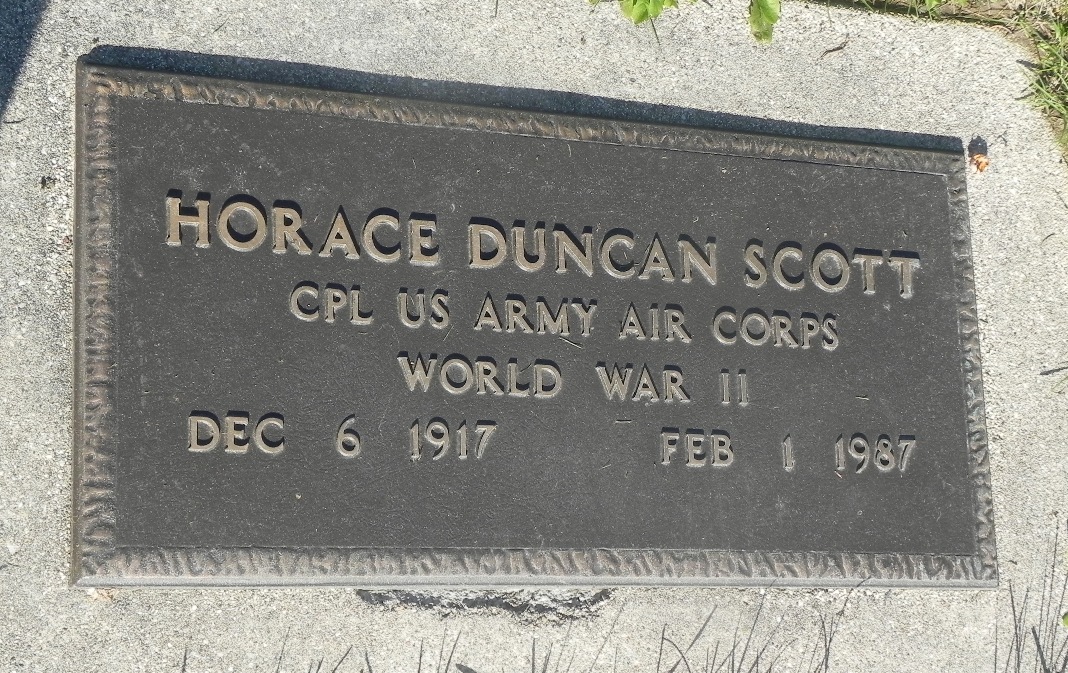 HORACE DUNCAN SCOTT
CPL US ARMY AIR CORPS
WORLD WAR II
DEC 6 1917 FEB 1 1987